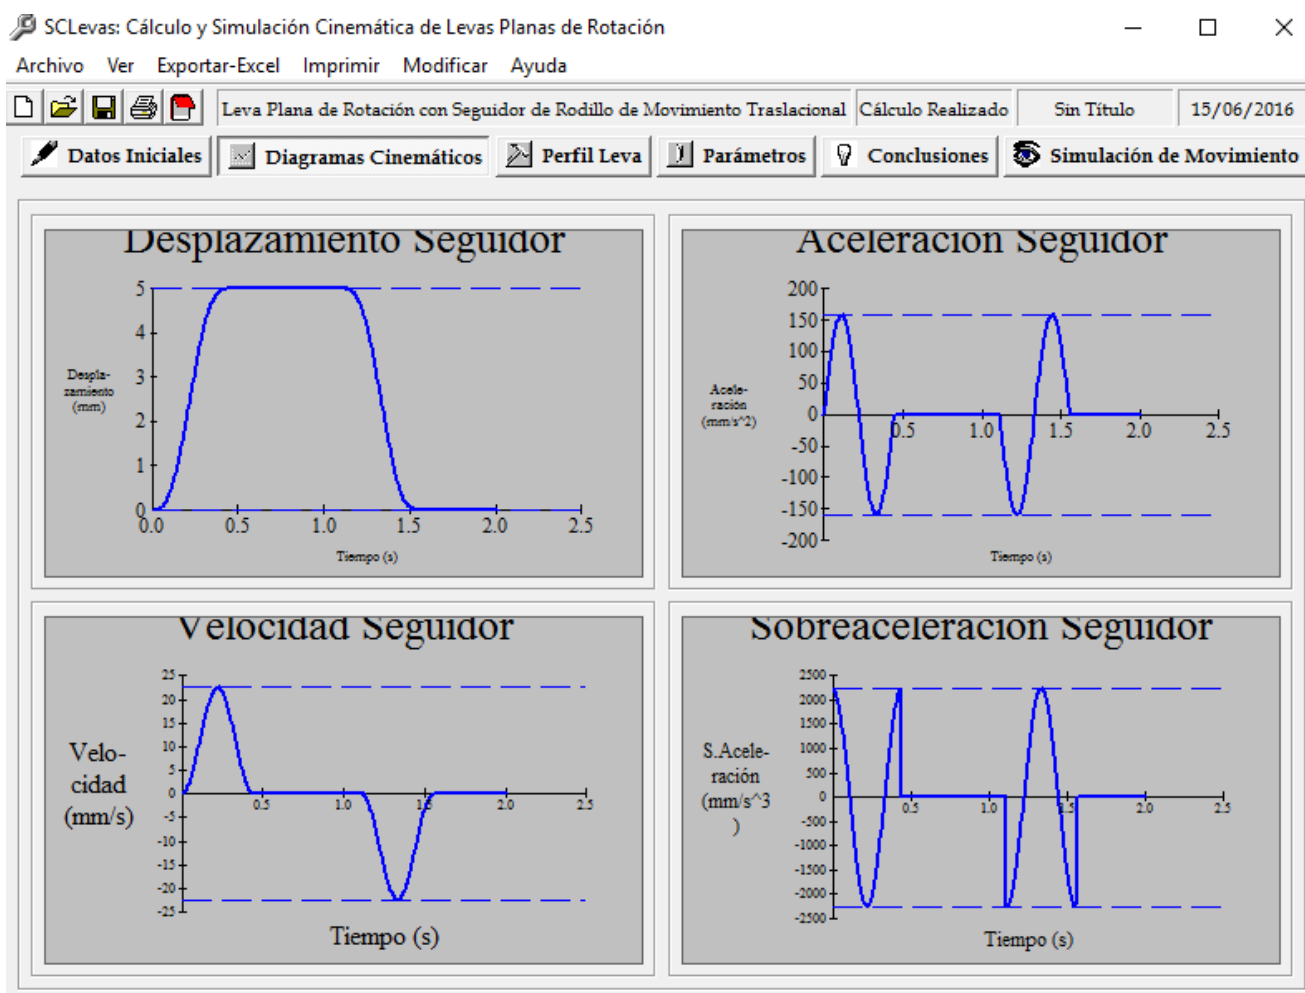 SCLevas: Cálculo y Simulación Cinemática de Levas Planas de Rotación
Archivo Ver Exportar-Excel Imprimir Modificar Ayuda
Leva Plana de Rotación con Seguidor de Rodillo de Movimiento Traslacional Cálculo Realizado Sin Título 15/06/2016
Datos Iniciales Diagramas Cinemáticos Perfil Leva Parámetros Conclusiones Simulación de Movimiento
Desplazamiento Seguidor
5
4
3
2
1
0
Despla-
zamiento
(mm)
0.0 0.5 1.0 1.5 2.0 2.5
Tiempo (s)
Aceleración Seguidor
200
150
100
50
0
-50
-100
-150
-200
Acele-
ración
(mm/s^2)
0.5 1.0 1.5 2.0 2.5
Tiempo (s)
Velocidad Seguidor
25
20
15
10
5
0
-5
-10
-15
-20
-25
Velo-
cidad
(mm/s)
0.5 1.0 1.5 2.0 2.5
Tiempo (s)
Sobreaceleración Seguidor
2500
2000
1500
1000
500
0
-500
-1000
-1500
-2000
-2500
S.Acele-
ración
(mm/s^3
)
0.5 1.0 1.5 2.0 2.5
Tiempo (s)